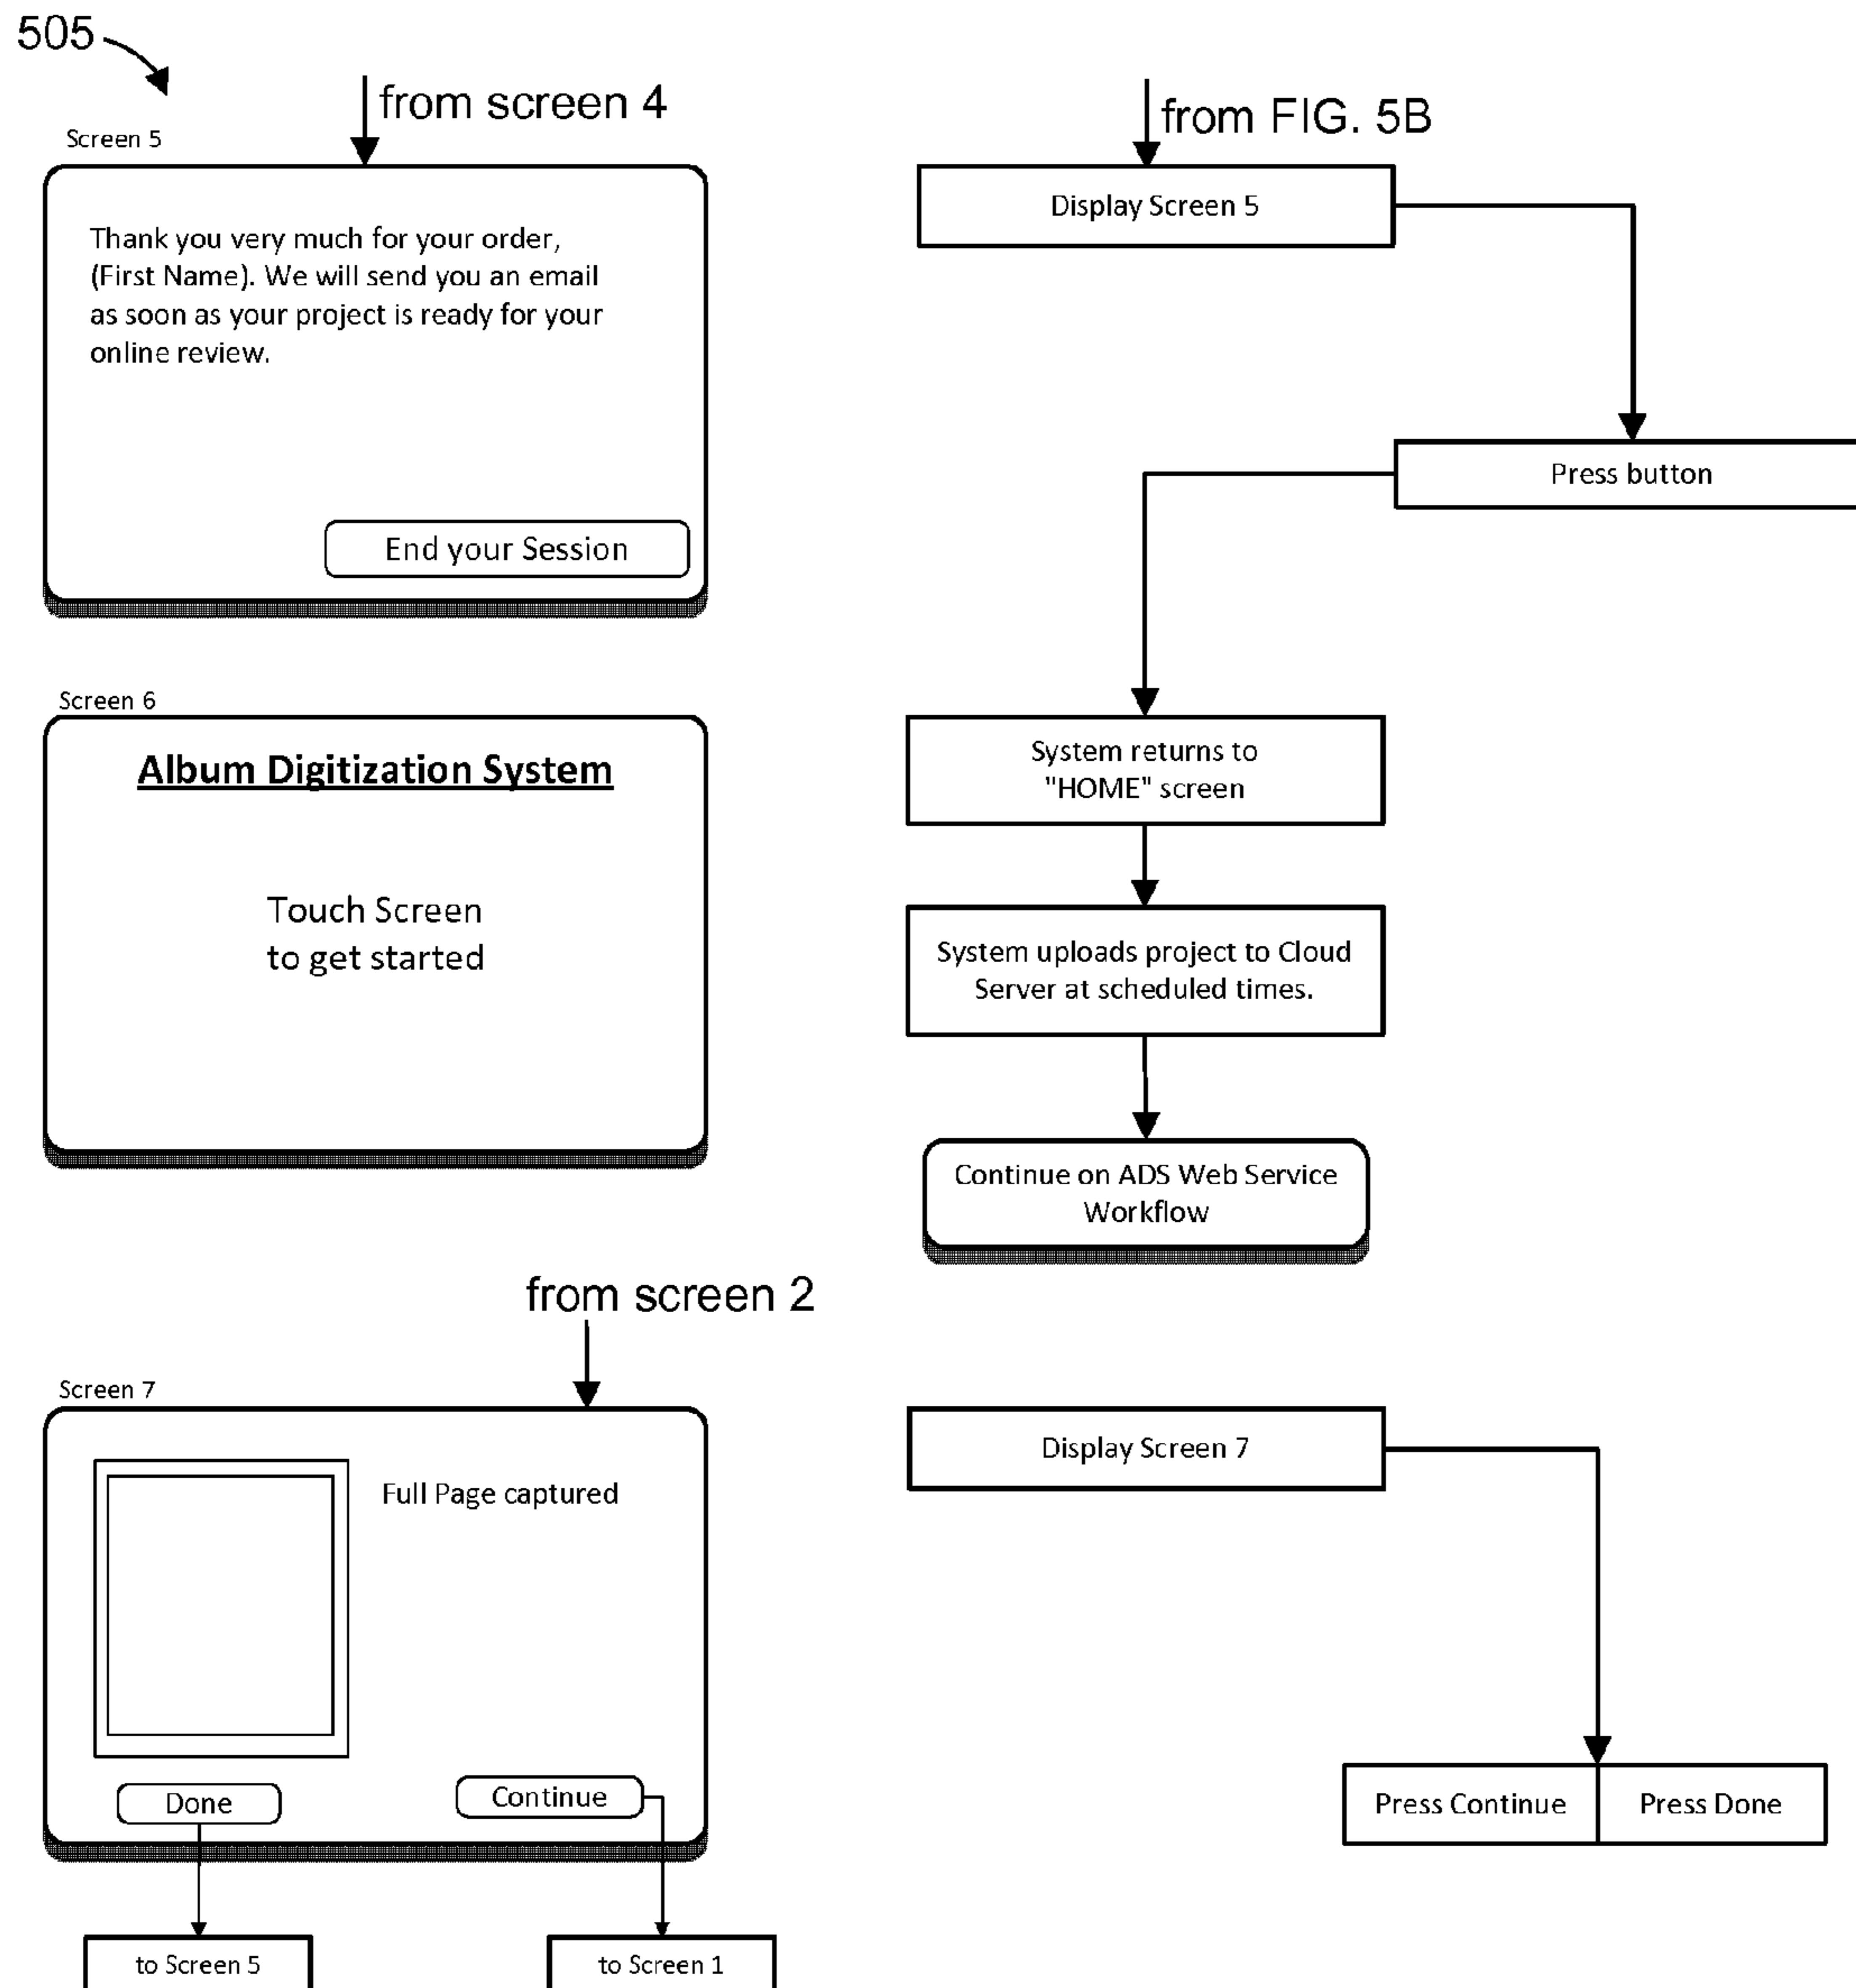 505
from screen 4
from FIG. 5B
Screen 5
Display Screen 5
Thank you very much for your order,
(First Name). We will send you an email
as soon as your project is ready for your
online review.
Press button
End your Session
Screen 6
Album Digitization System
System returns to
"HOME" screen
Touch Screen
to get started
System uploads project to Cloud
Server at scheduled times.
Continue on ADS Web Service
Workflow
from screen 2
Screen 7
Display Screen 7
Full Page captured
Done
Continue
Press Continue
Press Done
to Screen 5
to Screen 1